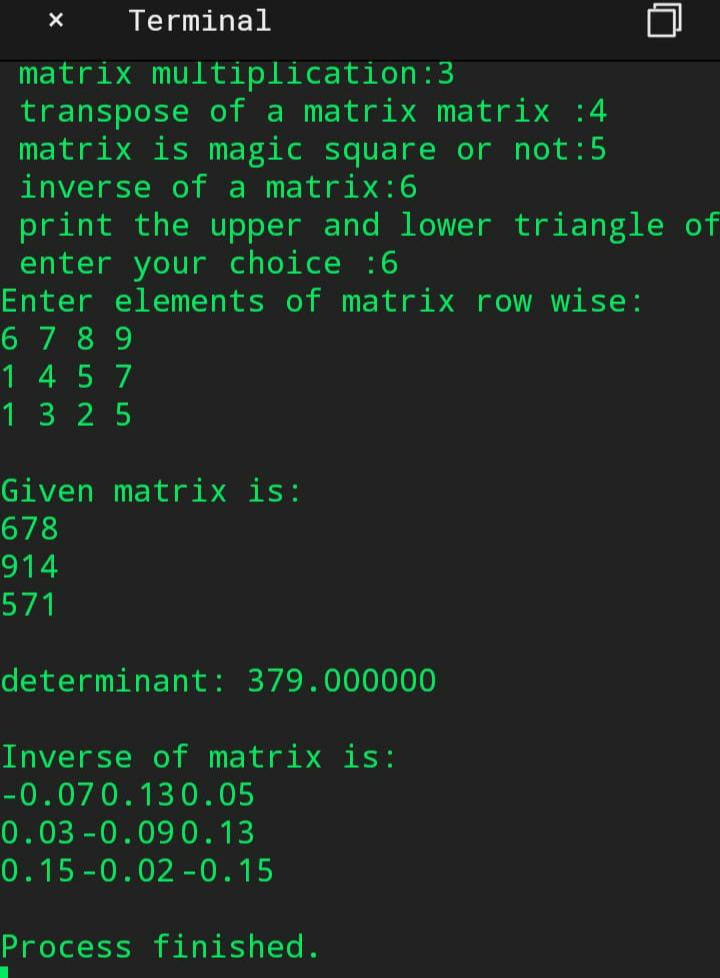 × Terminal
matrix multiplication:3
transpose of a matrix matrix :4
matrix is magic square or not:5
inverse of a matrix:6
print the upper and lower triangle of
enter your choice :6
Enter elements of matrix row wise:
6 7 8 9
1 4 5 7
1 3 2 5
Given matrix is:
678
914
571
determinant: 379.000000
Inverse of matrix is:
-0.070.130.05
0.03-0.090.13
0.15-0.02-0.15
Process finished.